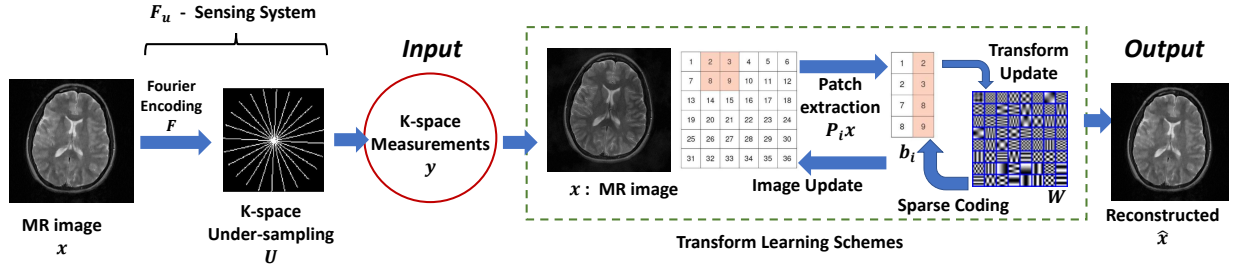 F_u - Sensing System
Fourier
Encoding
F
MR image
x
K-space
Under-sampling
U
Input
K-space
Measurements
y
x : MR image
1 2 3 4 5 6
7 8 9 10 11 12
13 14 15 16 17 18
19 20 21 22 23 24
25 26 27 28 29 30
31 32 33 34 35 36
Patch
extraction
P_i x
Image Update
1 2
2 3
7 8
8 9
b_i
Transform
Update
W
Sparse Coding
Transform Learning Schemes
Output
Reconstructed
x̂